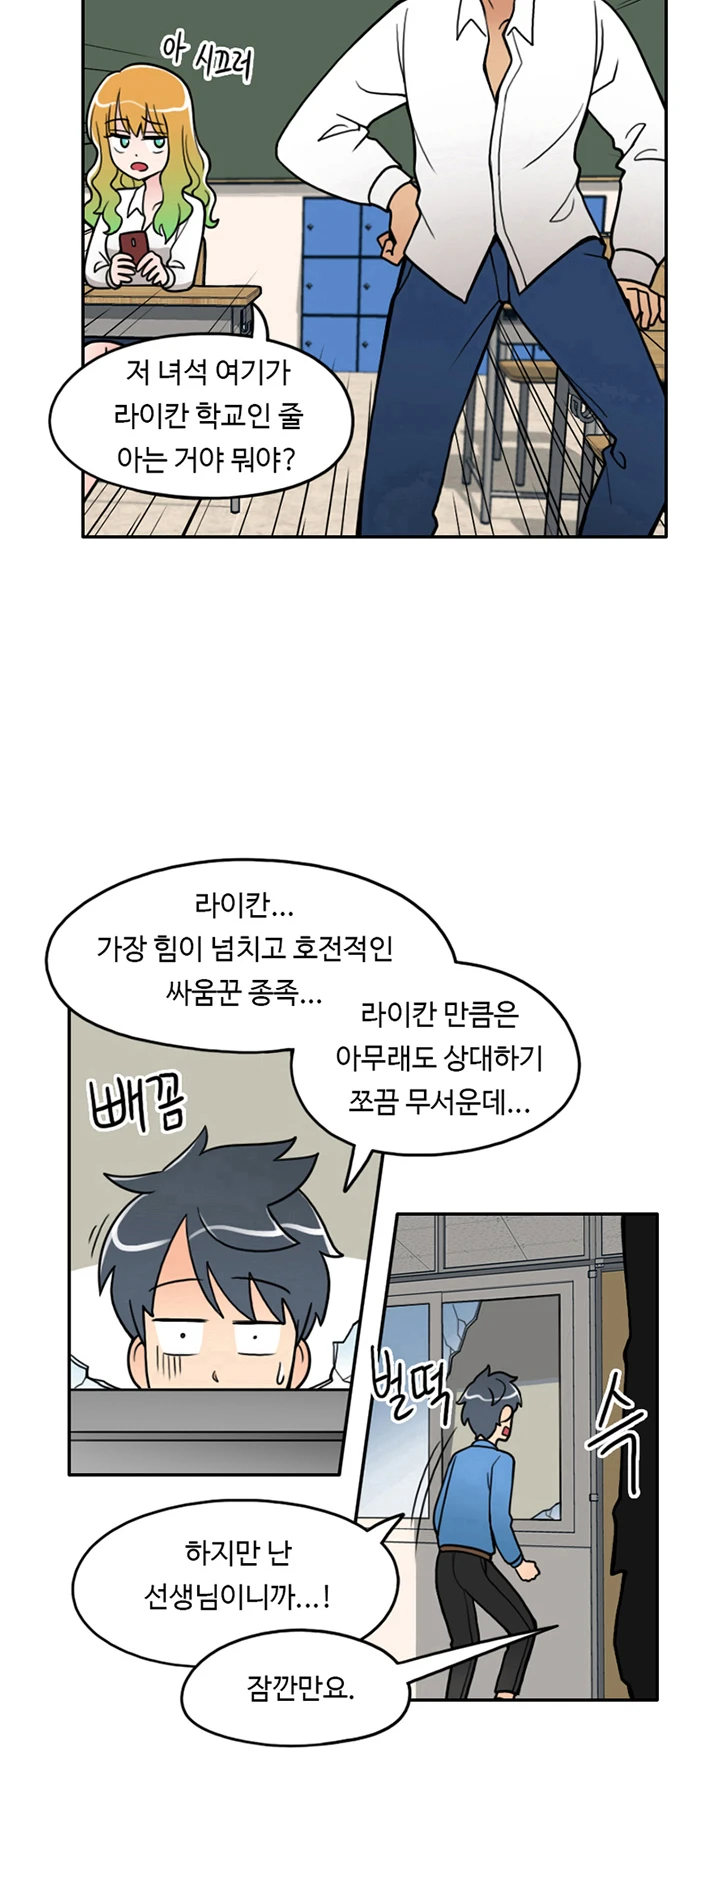 아 시끄러
저 녀석 여기가
라이칸 학교인 줄
아는 거야 뭐야?
라이칸...
가장 힘이 넘치고 호전적인
싸움꾼 종족...
라이칸 만큼은
아무래도 상대하기
쪼끔 무서운데...
빼꼼
벌떡
슥
하지만 난
선생님이니까...!
잠깐만요.